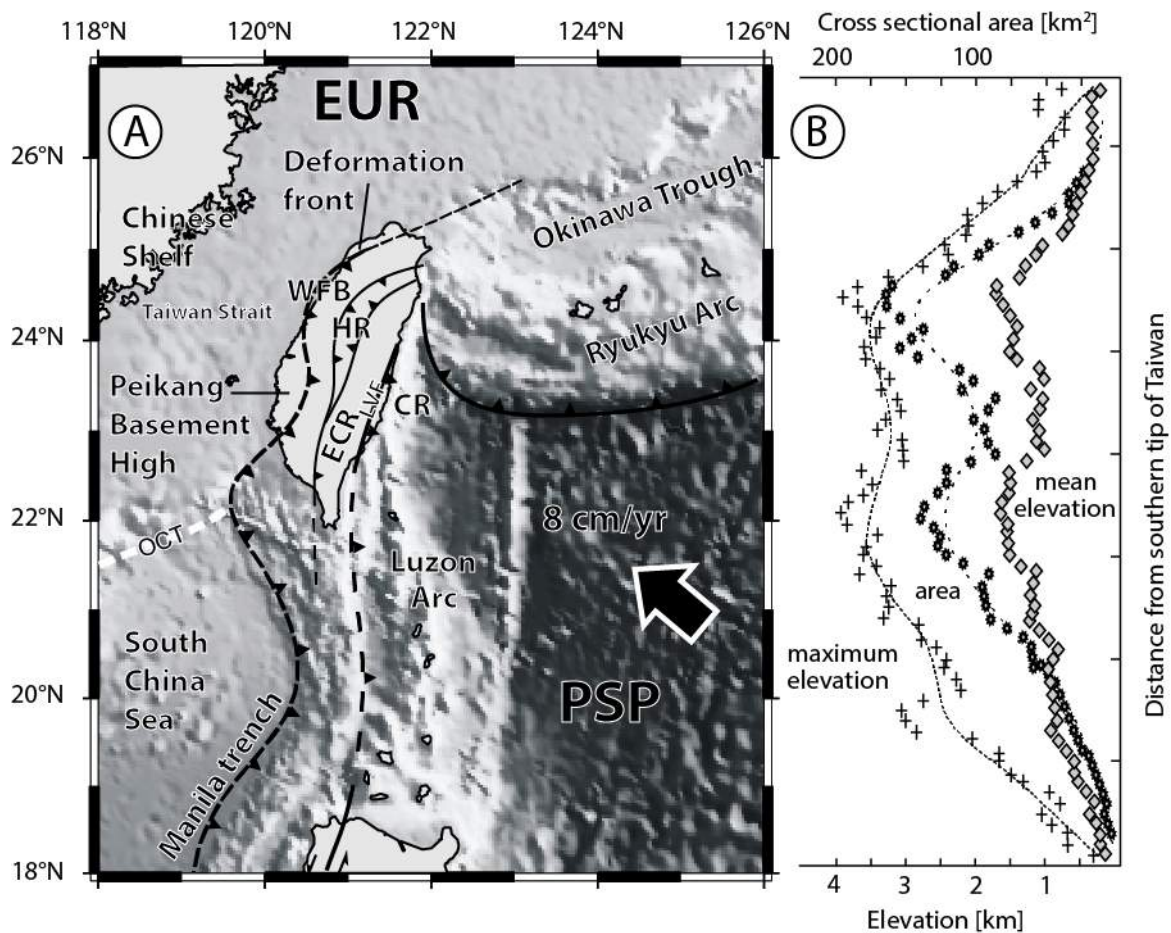 118°E 120°E 122°E 124°E 126°E
26°N
24°N
22°N
20°N
18°N
A
EUR
Deformation
front
Chinese
Shelf
Okinawa Trough
WFB
Taiwan Strait
HR
Ryukyu Arc
Peikang
Basement
High
ECR
LVF
CR
OCT
8 cm/yr
Luzon
Arc
South
China
Sea
PSP
Manila trench
Cross sectional area [km²]
200 100
B
mean
elevation
area
maximum
elevation
Distance from southern tip of Taiwan
4 3 2 1
Elevation [km]